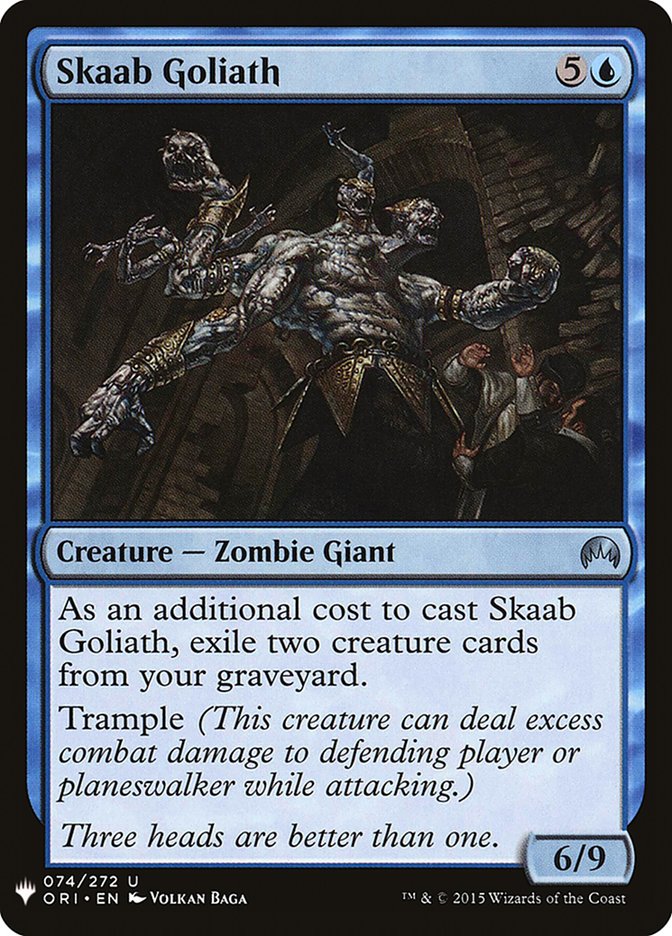 Skaab Goliath 5
Creature — Zombie Giant
As an additional cost to cast Skaab
Goliath, exile two creature cards
from your graveyard.
Trample (This creature can deal excess
combat damage to defending player or
planeswalker while attacking.)
Three heads are better than one.
6/9
074/272 U
ORI • EN VOLKAN BAGA
™ & © 2015 Wizards of the Coast